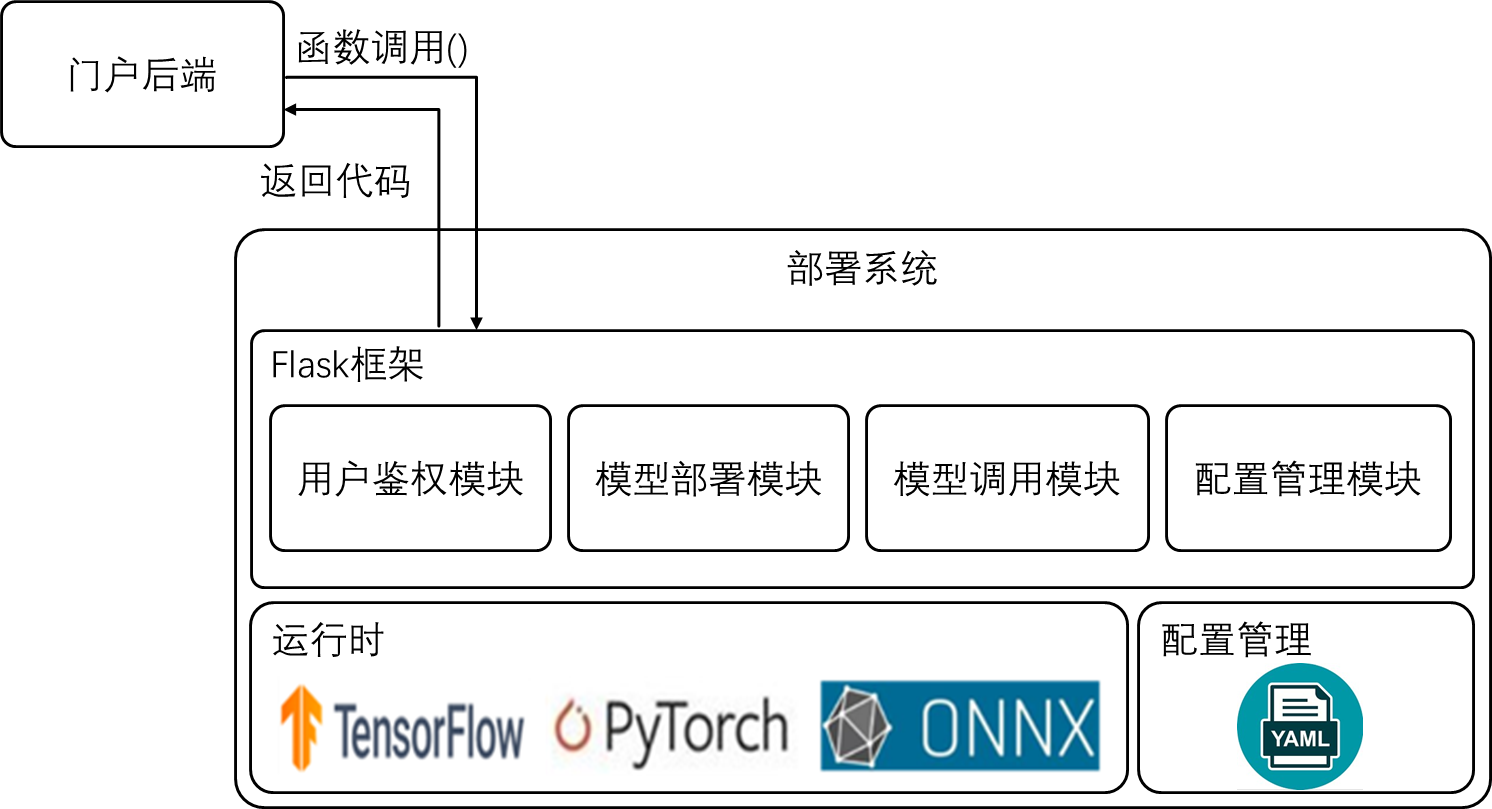 门户后端
函数调用()
返回代码
部署系统
Flask框架
用户鉴权模块
模型部署模块
模型调用模块
配置管理模块
运行时
TensorFlow
PyTorch
ONNX
配置管理
YAML